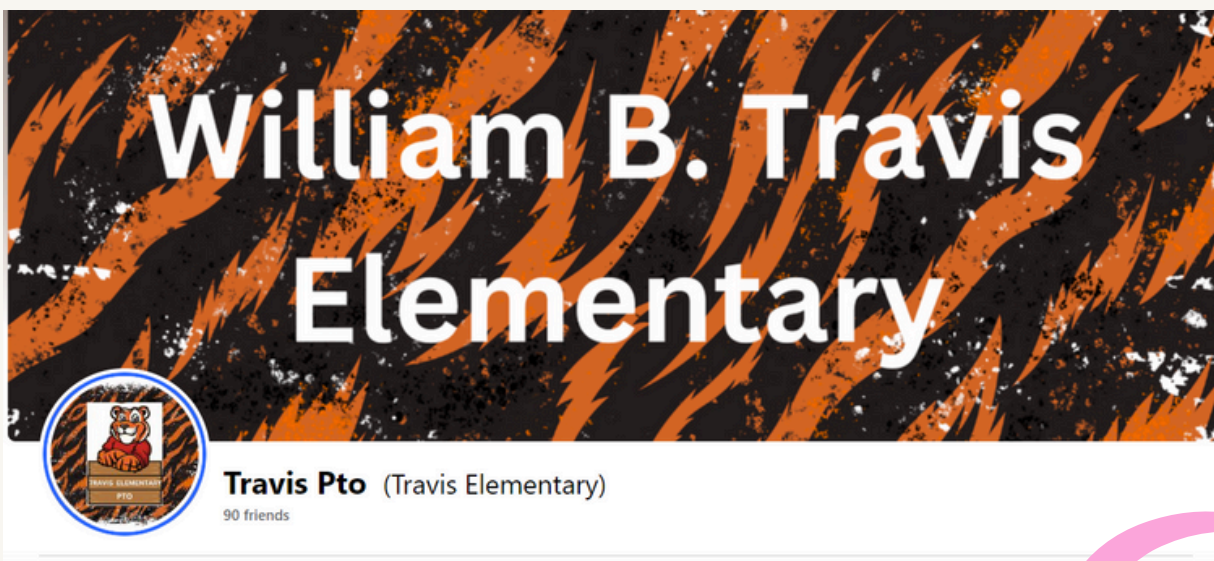 William B. Travis
Elementary
TRAVIS ELEMENTARY
PTO
Travis Pto (Travis Elementary)
90 friends